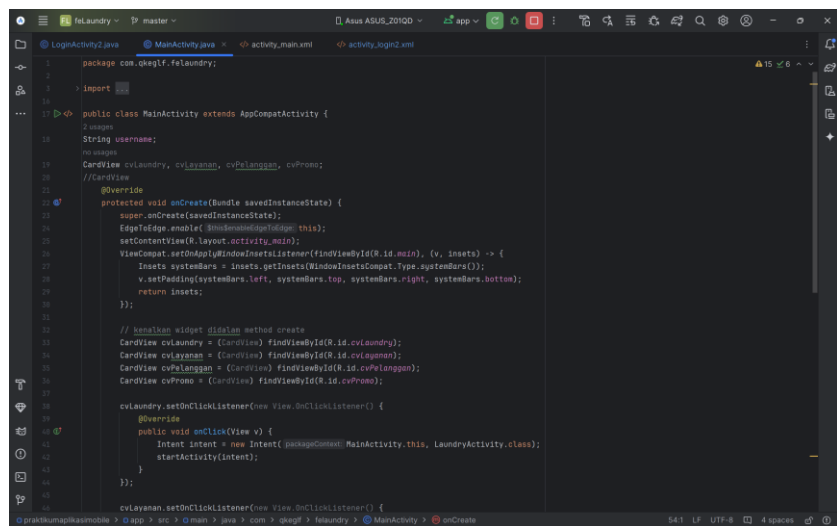 FL feLaundry master Asus ASUS_Z01QD app
LoginActivity2.java MainActivity.java activity_main.xml activity_login2.xml
1 package com.qkeglf.felaundry; 15 6
2
3 import ...
16
17 public class MainActivity extends AppCompatActivity {
2 usages
18 String username;
no usages
19 CardView cvLaundry, cvLayanan, cvPelanggan, cvPromo;
20 //CardView
21 @Override
22 protected void onCreate(Bundle savedInstanceState) {
23 super.onCreate(savedInstanceState);
24 EdgeToEdge.enable( $this$enableEdgeToEdge: this);
25 setContentView(R.layout.activity_main);
26 ViewCompat.setOnApplyWindowInsetsListener(findViewById(R.id.main), (v, insets) -> {
27 Insets systemBars = insets.getInsets(WindowInsetsCompat.Type.systemBars());
28 v.setPadding(systemBars.left, systemBars.top, systemBars.right, systemBars.bottom);
29 return insets;
30 });
31
32 // kenalkan widget didalam method create
33 CardView cvLaundry = (CardView) findViewById(R.id.cvLaundry);
34 CardView cvLayanan = (CardView) findViewById(R.id.cvLayanan);
35 CardView cvPelanggan = (CardView) findViewById(R.id.cvPelanggan);
36 CardView cvPromo = (CardView) findViewById(R.id.cvPromo);
37
38 cvLaundry.setOnClickListener(new View.OnClickListener() {
39 @Override
40 public void onClick(View v) {
41 Intent intent = new Intent( packageContext: MainActivity.this, LaundryActivity.class);
42 startActivity(intent);
43 }
44 });
45
46 cvLayanan.setOnClickListener(new View.OnClickListener() {
praktikumaplikasimobile > app > src > main > java > com > qkeglf > felaundry > MainActivity > onCreate 54:1 LF UTF-8 4 spaces